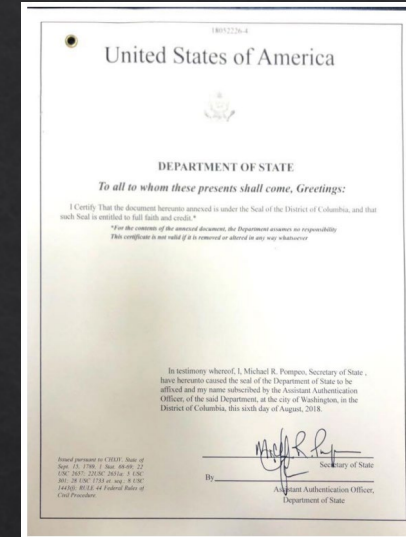 18052226-4
United States of America
DEPARTMENT OF STATE
To all to whom these presents shall come, Greetings:
I Certify That the document hereunto annexed is under the Seal of the District of Columbia, and that
such Seal is entitled to full faith and credit.*
*For the contents of the annexed document, the Department assumes no responsibility
This certificate is not valid if it is removed or altered in any way whatsoever
In testimony whereof, I, Michael R. Pompeo, Secretary of State ,
have hereunto caused the seal of the Department of State to be
affixed and my name subscribed by the Assistant Authentication
Officer, of the said Department, at the city of Washington, in the
District of Columbia, this sixth day of August, 2018.
Issued pursuant to CHXIV, State of
Sept. 15, 1789, 1 Stat. 68-69; 22
USC 2657; 22USC 2651a; 5 USC
301; 28 USC 1733 et. seq.; 8 USC
1443(f); RULE 44 Federal Rules of
Civil Procedure.
Secretary of State
By
Assistant Authentication Officer,
Department of State